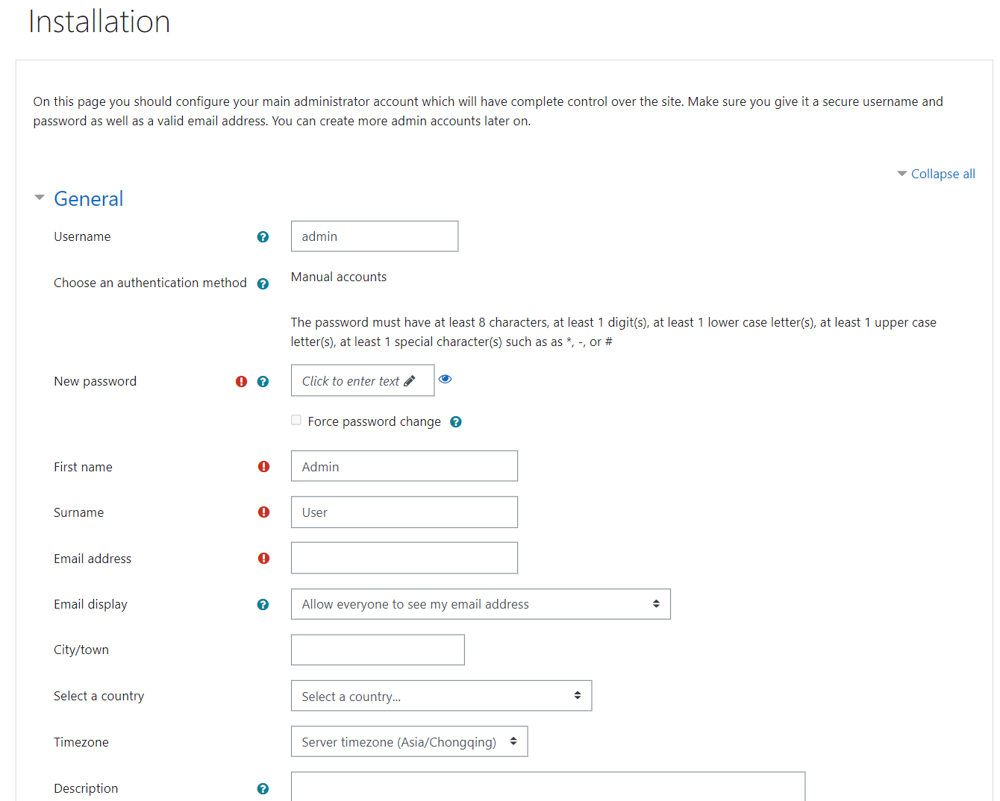 Installation
On this page you should configure your main administrator account which will have complete control over the site. Make sure you give it a secure username and
password as well as a valid email address. You can create more admin accounts later on.
Collapse all
General
Username
admin
Choose an authentication method
Manual accounts
The password must have at least 8 characters, at least 1 digit(s), at least 1 lower case letter(s), at least 1 upper case
letter(s), at least 1 special character(s) such as as *, -, or #
New password
Click to enter text
Force password change
First name
Admin
Surname
User
Email address
Email display
Allow everyone to see my email address
City/town
Select a country
Select a country...
Timezone
Server timezone (Asia/Chongqing)
Description